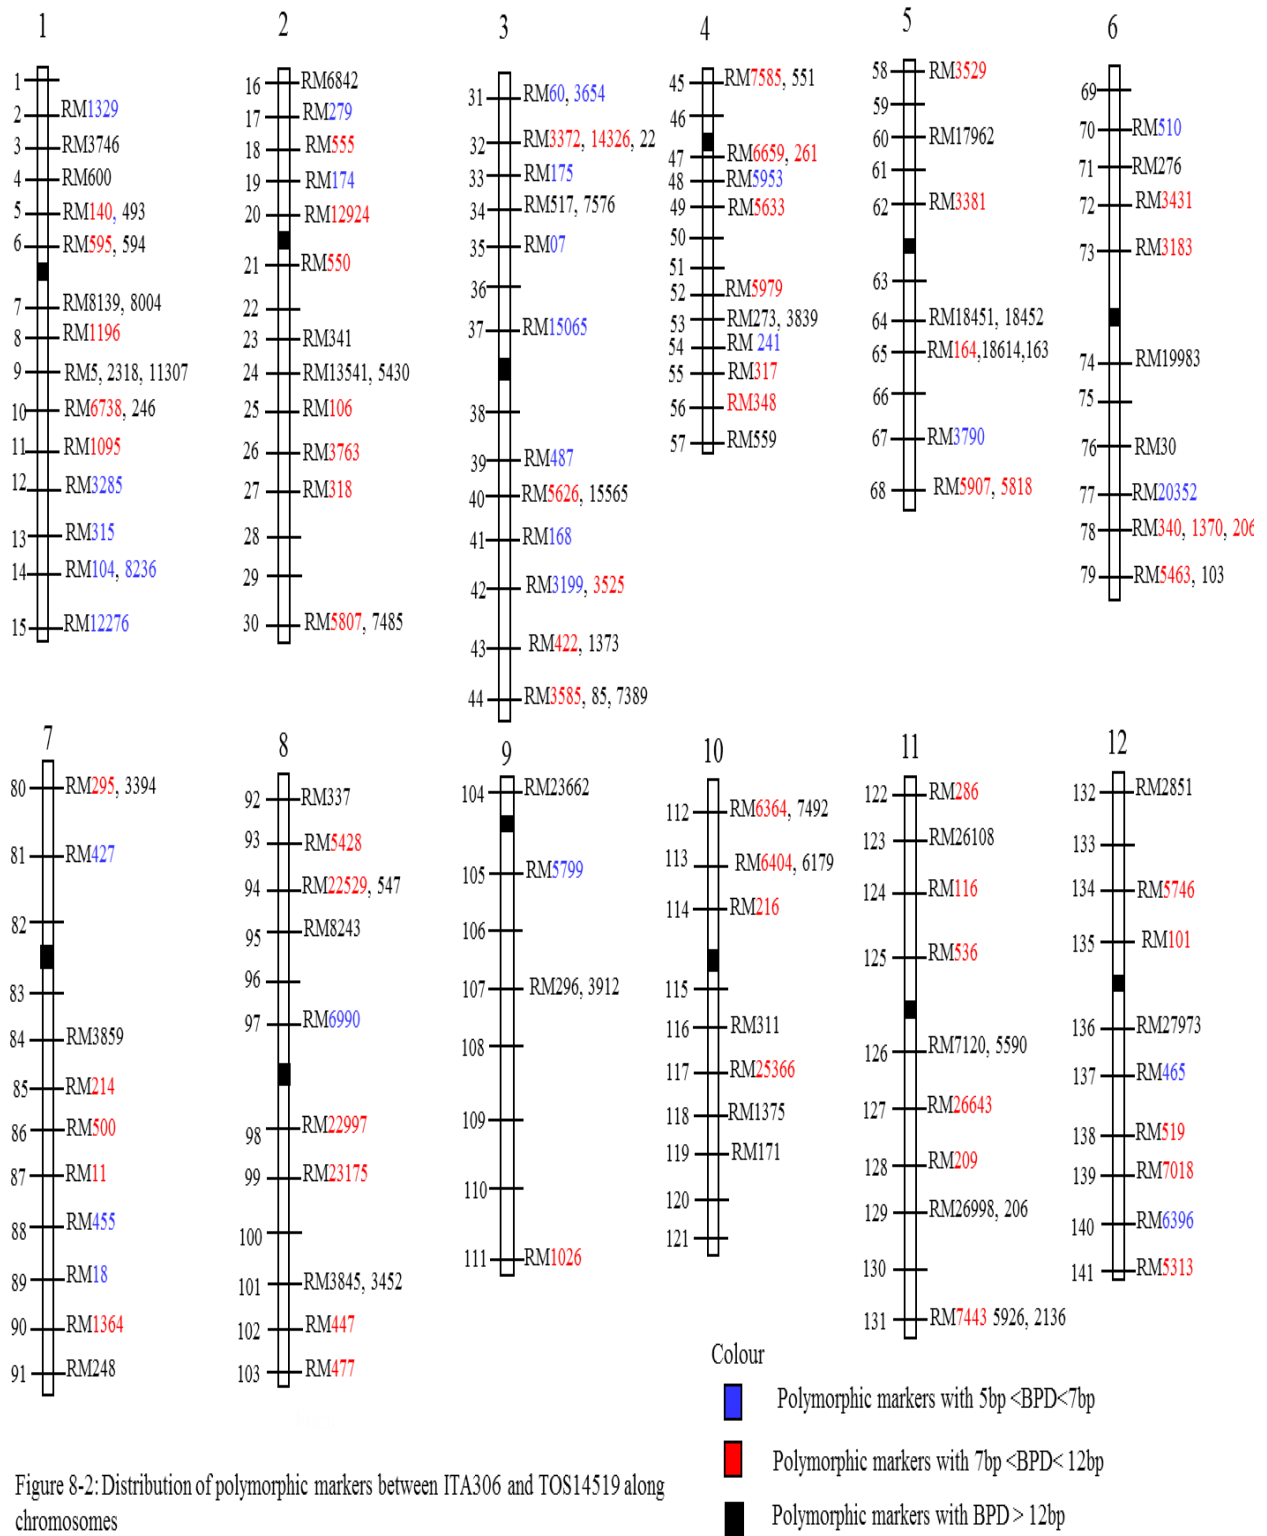 1
1
2 RM1329
3 RM3746
4 RM600
5 RM140, 493
6 RM595, 594
7 RM8139, 8004
8 RM1196
9 RM5, 2318, 11307
10 RM6738, 246
11 RM1095
12 RM3285
13 RM315
14 RM104, 8236
15 RM12276
2
16 RM6842
17 RM279
18 RM555
19 RM174
20 RM12924
21 RM550
22
23 RM341
24 RM13541, 5430
25 RM106
26 RM3763
27 RM318
28
29
30 RM5807, 7485
3
31 RM60, 3654
32 RM3372, 14326, 22
33 RM175
34 RM517, 7576
35 RM07
36
37 RM15065
38
39 RM487
40 RM5626, 15565
41 RM168
42 RM3199, 3525
43 RM422, 1373
44 RM3585, 85, 7389
4
45 RM7585, 551
46
47 RM6659, 261
48 RM5953
49 RM5633
50
51
52 RM5979
53 RM273, 3839
54 RM 241
55 RM317
56 RM348
57 RM559
5
58 RM3529
59
60 RM17962
61
62 RM3381
63
64 RM18451, 18452
65 RM164,18614,163
66
67 RM3790
68 RM5907, 5818
6
69
70 RM510
71 RM276
72 RM3431
73 RM3183
74 RM19983
75
76 RM30
77 RM20352
78 RM340, 1370, 206
79 RM5463, 103
7
80 RM295, 3394
81 RM427
82
83
84 RM3859
85 RM214
86 RM500
87 RM11
88 RM455
89 RM18
90 RM1364
91 RM248
8
92 RM337
93 RM5428
94 RM22529, 547
95 RM8243
96
97 RM6990
98 RM22997
99 RM23175
100
101 RM3845, 3452
102 RM447
103 RM477
9
104 RM23662
105 RM5799
106
107 RM296, 3912
108
109
110
111 RM1026
10
112 RM6364, 7492
113 RM6404, 6179
114 RM216
115
116 RM311
117 RM25366
118 RM1375
119 RM171
120
121
11
122 RM286
123 RM26108
124 RM116
125 RM536
126 RM7120, 5590
127 RM26643
128 RM209
129 RM26998, 206
130
131 RM7443 5926, 2136
12
132 RM2851
133
134 RM5746
135 RM101
136 RM27973
137 RM465
138 RM519
139 RM7018
140 RM6396
141 RM5313
Colour
Polymorphic markers with 5bp <BPD<7bp
Polymorphic markers with 7bp <BPD< 12bp
Polymorphic markers with BPD > 12bp
Figure 8-2: Distribution of polymorphic markers between ITA306 and TOS14519 along
chromosomes